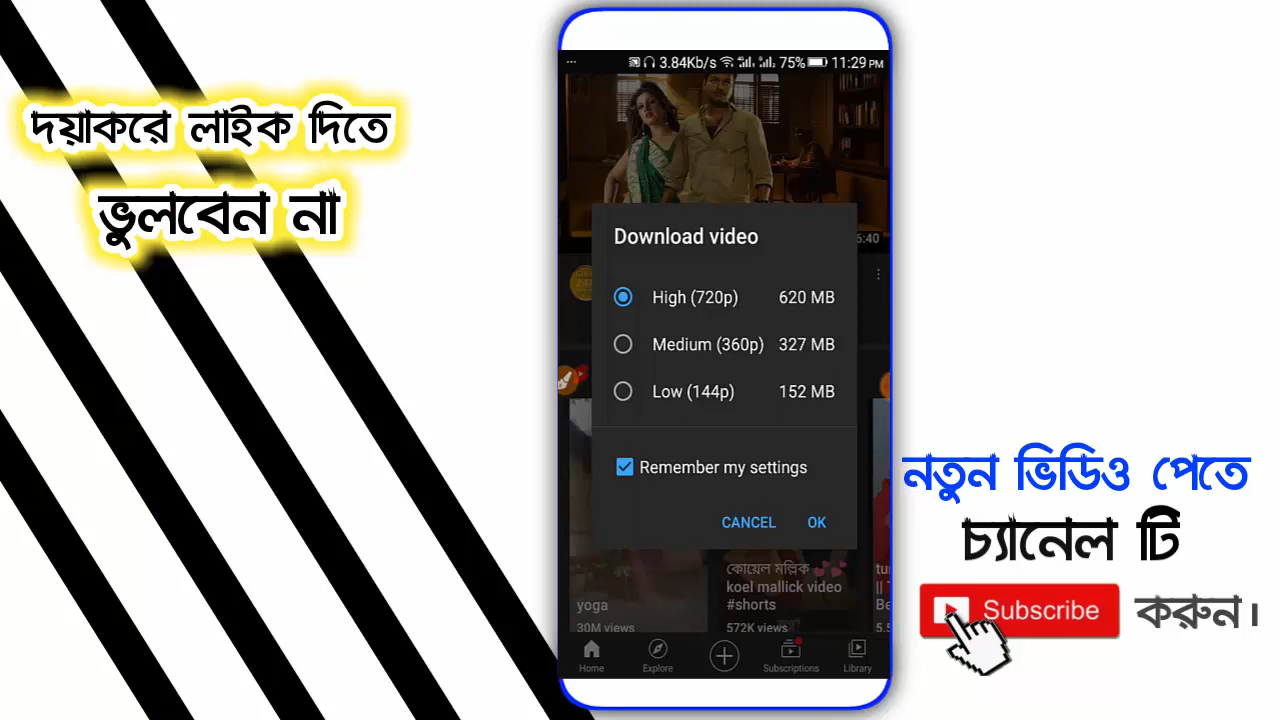 দয়াকরে লাইক দিতে
ভুলবেন না
... 3.84Kb/s 75% 11:29 PM
6:40
Download video
High (720p) 620 MB
Medium (360p) 327 MB
Low (144p) 152 MB
Remember my settings
CANCEL OK
yoga
30M views
কোয়েল মল্লিক 💕💕
koel mallick video
#shorts
572K views
Home Explore Subscriptions Library
নতুন ভিডিও পেতে
চ্যানেল টি
Subscribe করুন।